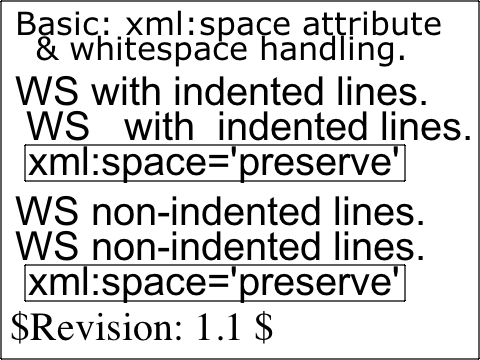 Basic: xml:space attribute
& whitespace handling.
WS with indented lines.
WS   with  indented lines.
xml:space='preserve'
WS non-indented lines.
WS non-indented lines.
xml:space='preserve'
$Revision: 1.1 $